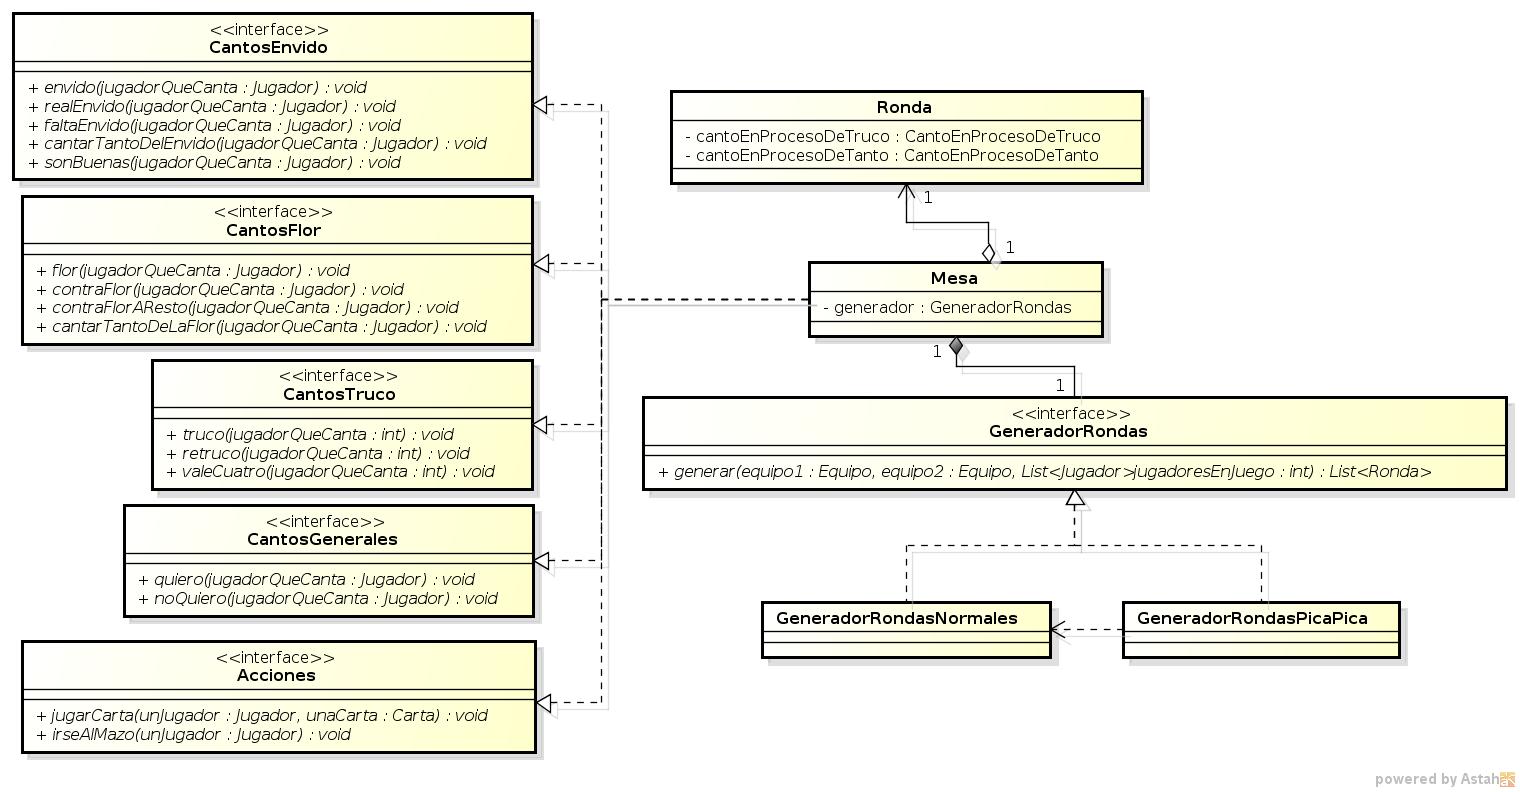 <<interface>>
CantosEnvido
+ envido(jugadorQueCanta : Jugador) : void
+ realEnvido(jugadorQueCanta : Jugador) : void
+ faltaEnvido(jugadorQueCanta : Jugador) : void
+ cantarTantoDelEnvido(jugadorQueCanta : Jugador) : void
+ sonBuenas(jugadorQueCanta : Jugador) : void
<<interface>>
CantosFlor
+ flor(jugadorQueCanta : Jugador) : void
+ contraFlor(jugadorQueCanta : Jugador) : void
+ contraFlorAResto(jugadorQueCanta : Jugador) : void
+ cantarTantoDeLaFlor(jugadorQueCanta : Jugador) : void
<<interface>>
CantosTruco
+ truco(jugadorQueCanta : int) : void
+ retruco(jugadorQueCanta : int) : void
+ valeCuatro(jugadorQueCanta : int) : void
<<interface>>
CantosGenerales
+ quiero(jugadorQueCanta : Jugador) : void
+ noQuiero(jugadorQueCanta : Jugador) : void
<<interface>>
Acciones
+ jugarCarta(unJugador : Jugador, unaCarta : Carta) : void
+ irseAlMazo(unJugador : Jugador) : void
Ronda
- cantoEnProcesoDeTruco : CantoEnProcesoDeTruco
- cantoEnProcesoDeTanto : CantoEnProcesoDeTanto
1
1
Mesa
- generador : GeneradorRondas
1
1
<<interface>>
GeneradorRondas
+ generar(equipo1 : Equipo, equipo2 : Equipo, List<Jugador>jugadoresEnJuego : int) : List<Ronda>
GeneradorRondasNormales
GeneradorRondasPicaPica
powered by Astah